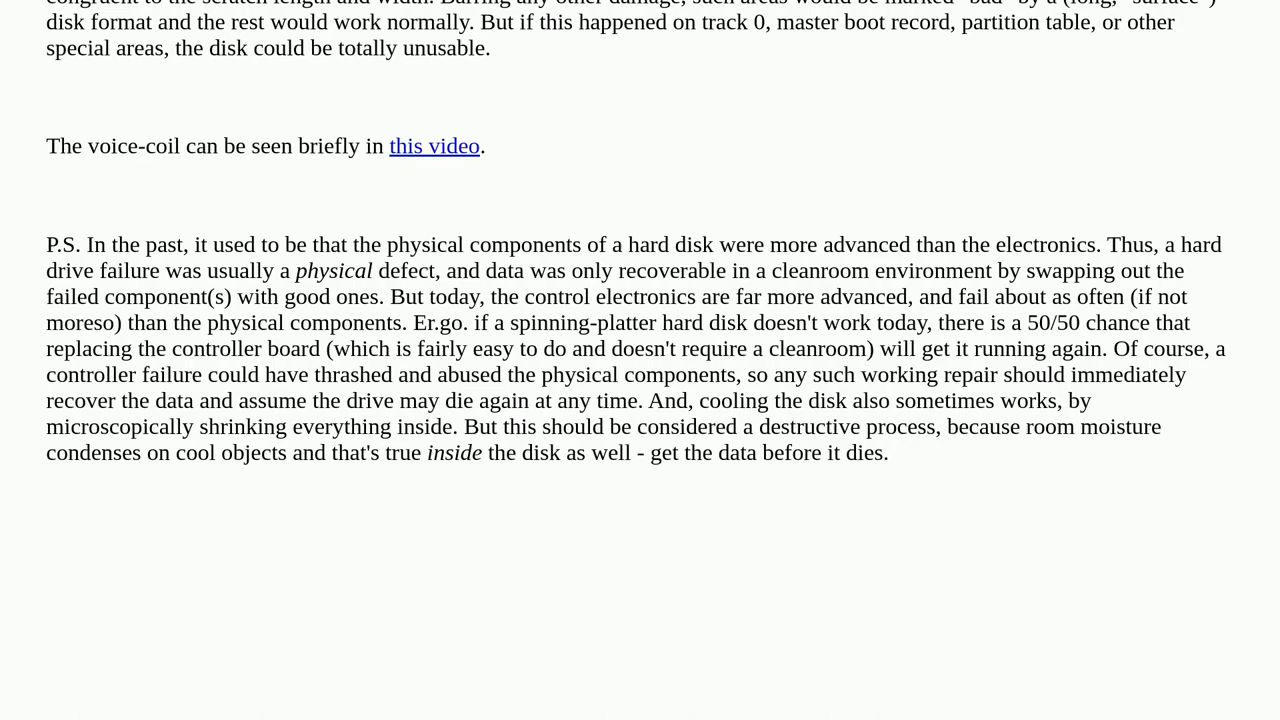 disk format and the rest would work normally. But if this happened on track 0, master boot record, partition table, or other
special areas, the disk could be totally unusable.
The voice-coil can be seen briefly in this video.
P.S. In the past, it used to be that the physical components of a hard disk were more advanced than the electronics. Thus, a hard
drive failure was usually a physical defect, and data was only recoverable in a cleanroom environment by swapping out the
failed component(s) with good ones. But today, the control electronics are far more advanced, and fail about as often (if not
moreso) than the physical components. Er.go. if a spinning-platter hard disk doesn't work today, there is a 50/50 chance that
replacing the controller board (which is fairly easy to do and doesn't require a cleanroom) will get it running again. Of course, a
controller failure could have thrashed and abused the physical components, so any such working repair should immediately
recover the data and assume the drive may die again at any time. And, cooling the disk also sometimes works, by
microscopically shrinking everything inside. But this should be considered a destructive process, because room moisture
condenses on cool objects and that's true inside the disk as well - get the data before it dies.